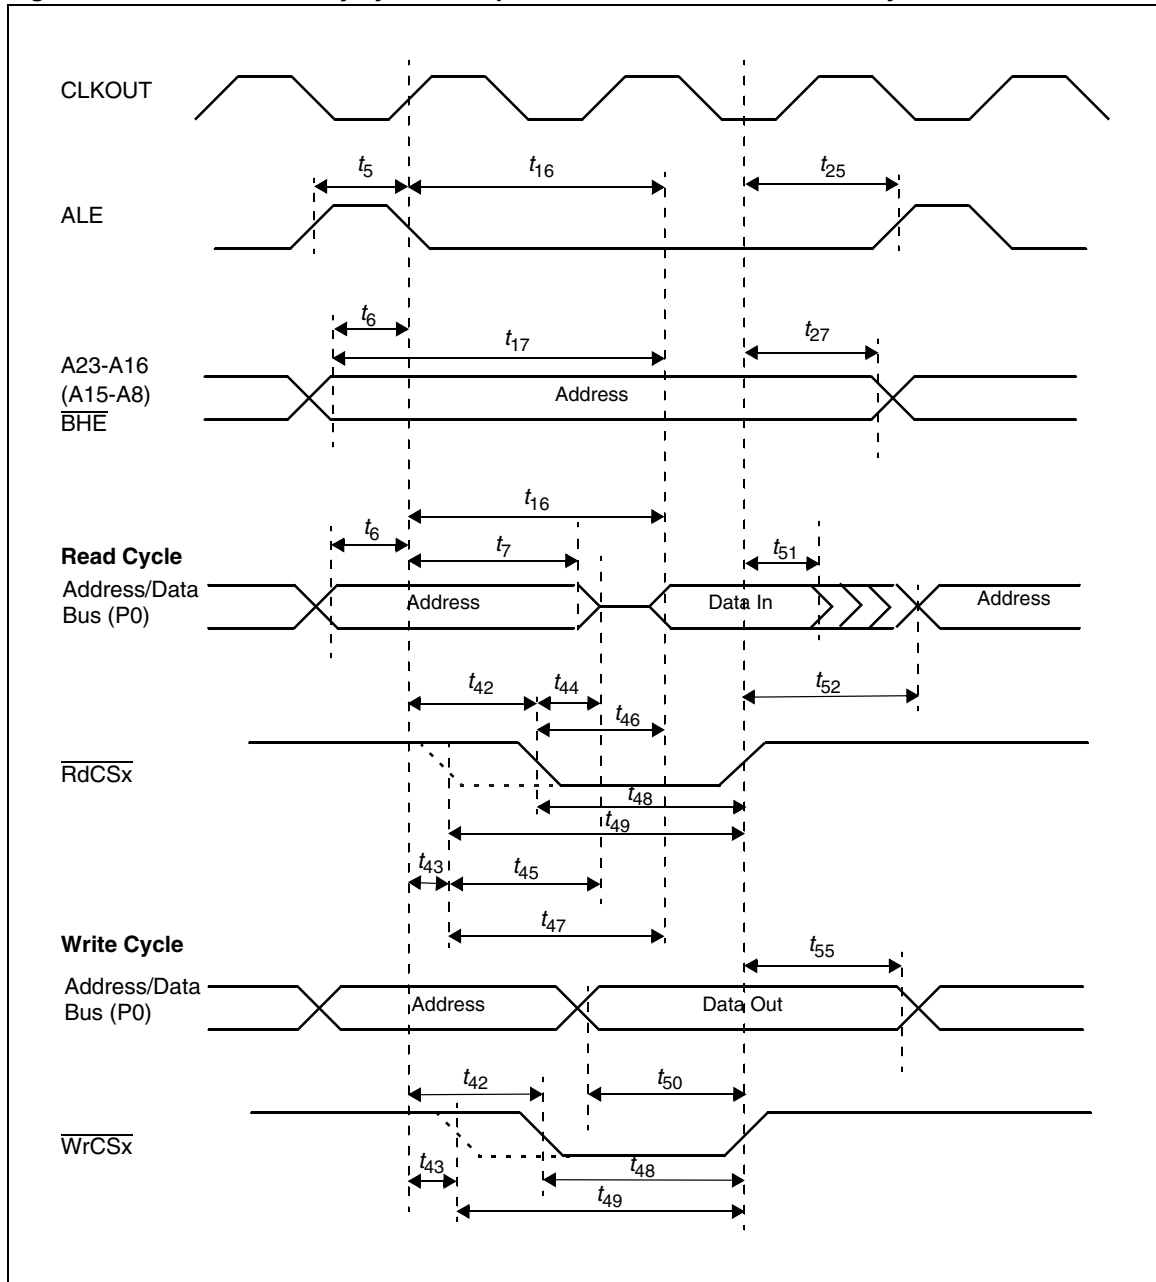 CLKOUT
t5 t16 t25
ALE
t6 t17 t27
A23-A16
(A15-A8)
BHE
Address
t16
t6 t7 t51
Read Cycle
Address/Data
Bus (P0)
Address Data In Address
t42 t44 t52
t46
RdCSx
t48
t49
t43 t45
t47
Write Cycle
t55
Address/Data
Bus (P0)
Address Data Out
t42 t50
WrCSx
t43 t48
t49